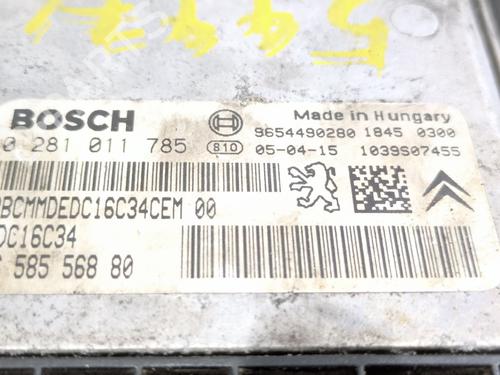 BOSCH
0 281 011 785
810
Made in Hungary
9654490280 1845 0300
05-04-15 1039S07455
BCMMDEDC16C34CEM 00
DC16C34
585 568 80